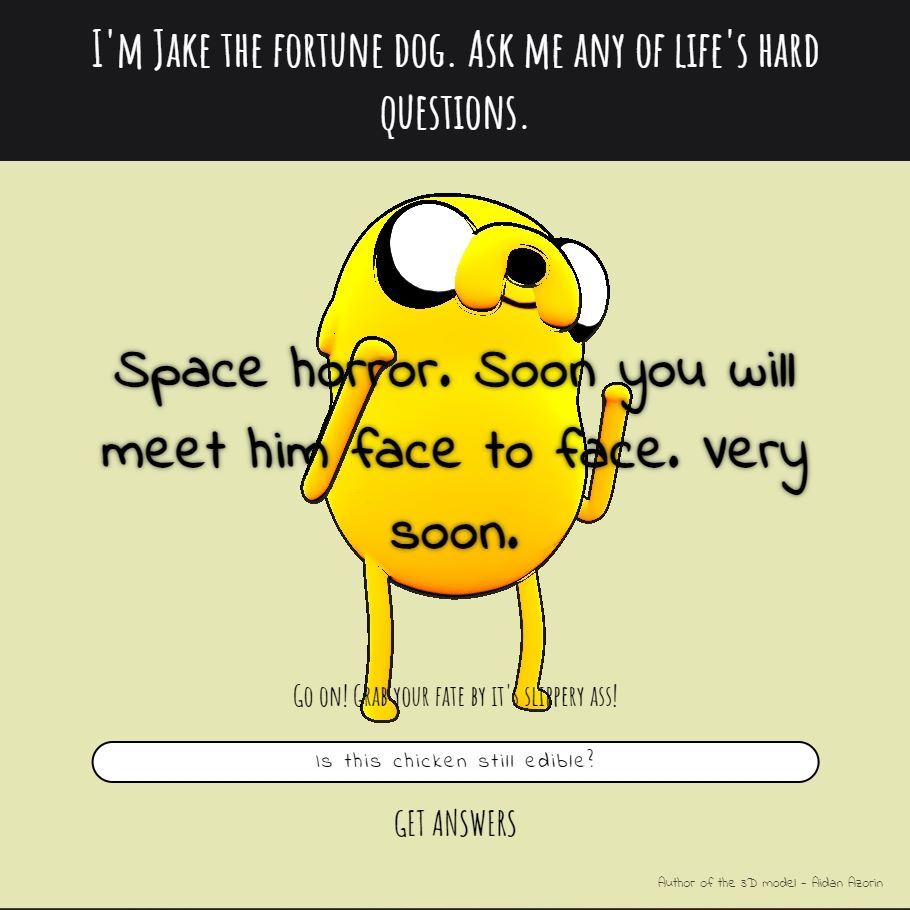 I'm Jake the fortune dog. Ask me any of life's hard
questions.
Space horror. Soon you will
meet him face to face. Very
soon.
Go on! Grab your fate by it's slippery ass!
Is this chicken still edible?
GET ANSWERS
Author of the 3D model - Aidan Azorin